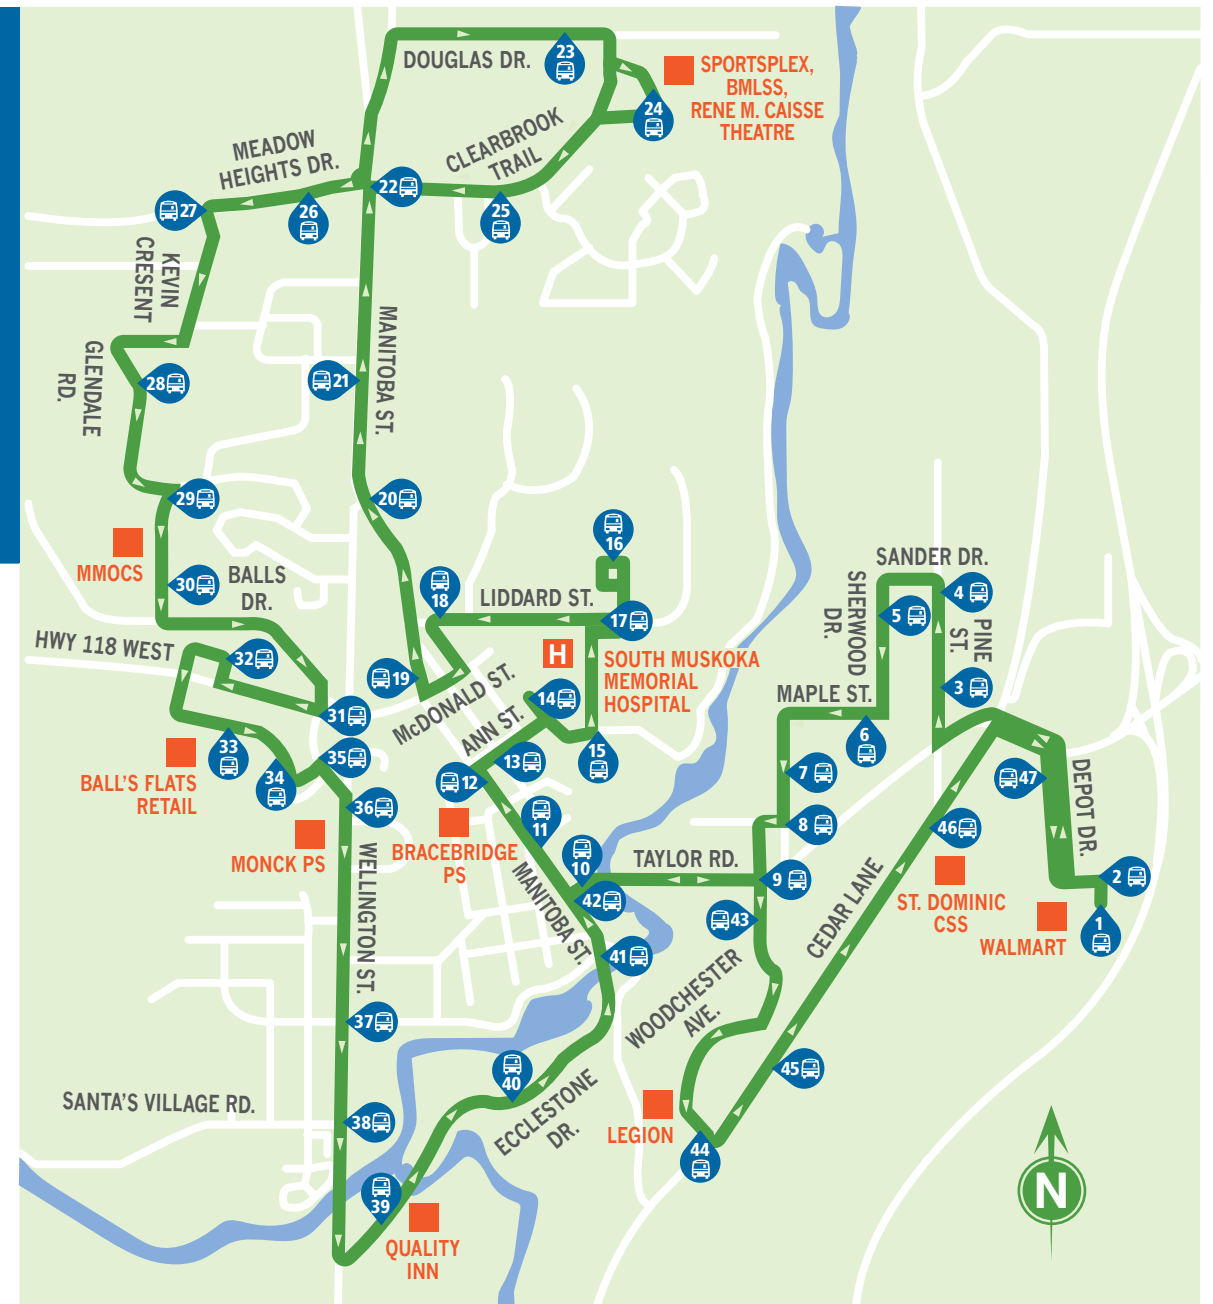 DOUGLAS DR.
23
SPORTSPLEX,
BMLSS,
RENE M. CAISSE
THEATRE
24
MEADOW
HEIGHTS DR.
CLEARBROOK
TRAIL
22
27
26
25
KEVIN
CRESENT
MANITOBA ST.
GLENDALE
RD.
28
21
29
20
16
MMOCS
30
BALLS
DR.
18
LIDDARD ST.
17
SANDER DR.
4
5
SHERWOOD
DR.
PINE
ST.
3
HWY 118 WEST
32
H
SOUTH MUSKOKA
MEMORIAL
HOSPITAL
19
McDONALD ST.
14
ANN ST.
MAPLE ST.
31
33
35
34
13
12
15
6
7
47
DEPOT DR.
BALL'S FLATS
RETAIL
36
11
8
46
MONCK PS
BRACEBRIDGE
PS
10
TAYLOR RD.
9
2
WELLINGTON ST.
MANITOBA ST.
42
43
CEDAR LANE
ST. DOMINIC
CSS
WALMART
1
41
WOODCHESTER
AVE.
37
40
45
SANTA'S VILLAGE RD.
ECCLESTONE
DR.
38
LEGION
44
39
QUALITY
INN
N